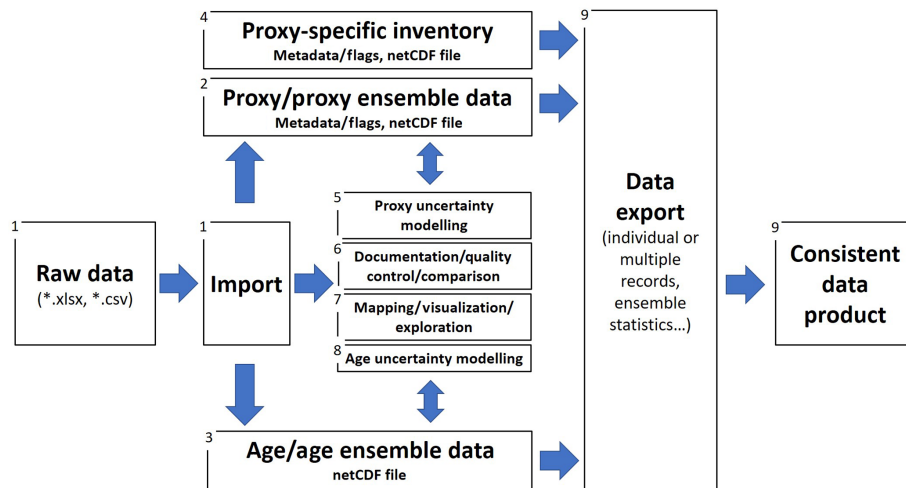 4
Proxy-specific inventory
Metadata/flags, netCDF file
2
Proxy/proxy ensemble data
Metadata/flags, netCDF file
1
Raw data
(*.xlsx, *.csv)
1
Import
5
Proxy uncertainty
modelling
6
Documentation/quality
control/comparison
7
Mapping/visualization/
exploration
8
Age uncertainty modelling
3
Age/age ensemble data
netCDF file
9
Data
export
(individual or
multiple
records,
ensemble
statistics...)
9
Consistent
data
product